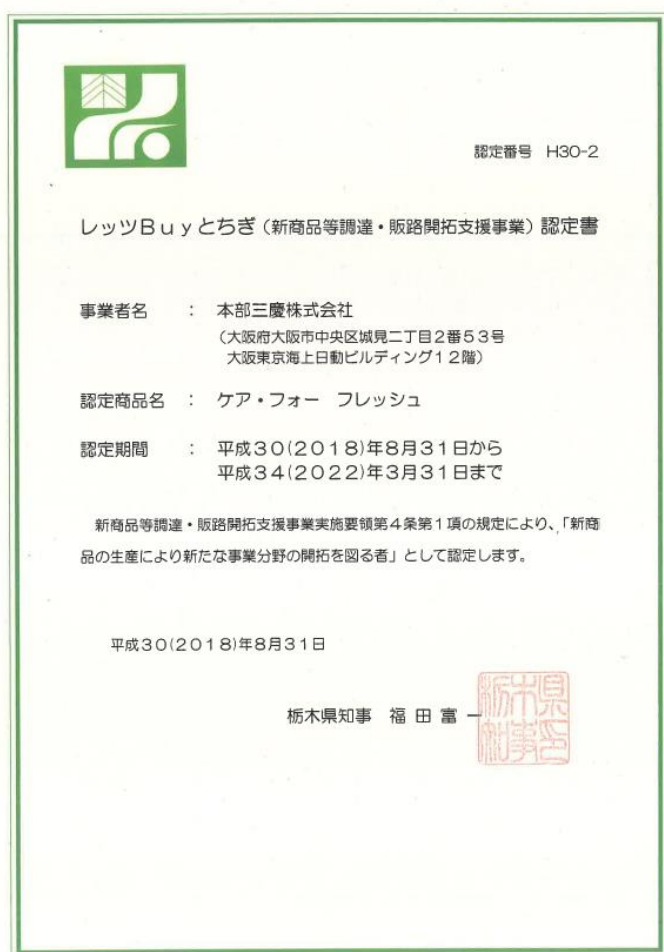 認定番号 H30-2
レッツBuyとちぎ(新商品等調達・販路開拓支援事業)認定書
事業者名 : 本部三慶株式会社
(大阪府大阪市中央区城見二丁目2番53号
大阪東京海上日動ビルディング12階)
認定商品名 : ケア・フォー フレッシュ
認定期間 : 平成30(2018)年8月31日から
平成34(2022)年3月31日まで
新商品等調達・販路開拓支援事業実施要領第4条第1項の規定により、「新商
品の生産により新たな事業分野の開拓を図る者」として認定します。
平成30(2018)年8月31日
栃木県知事 福田富一
栃木県知事印